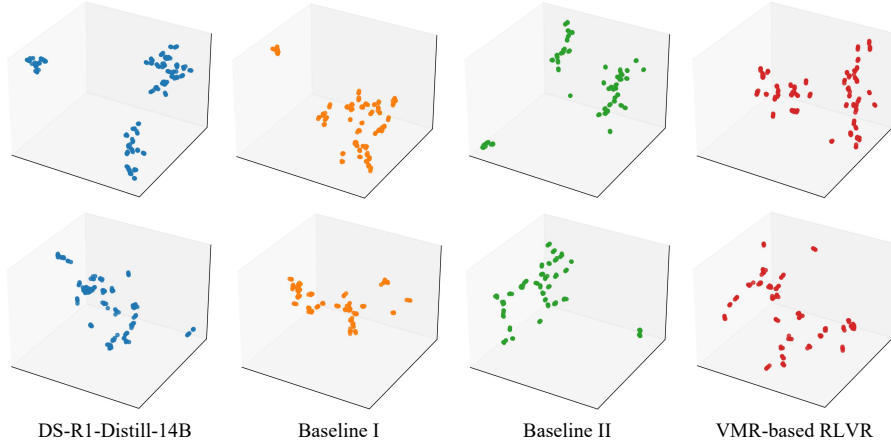 DS-R1-Distill-14B
Baseline I
Baseline II
VMR-based RLVR